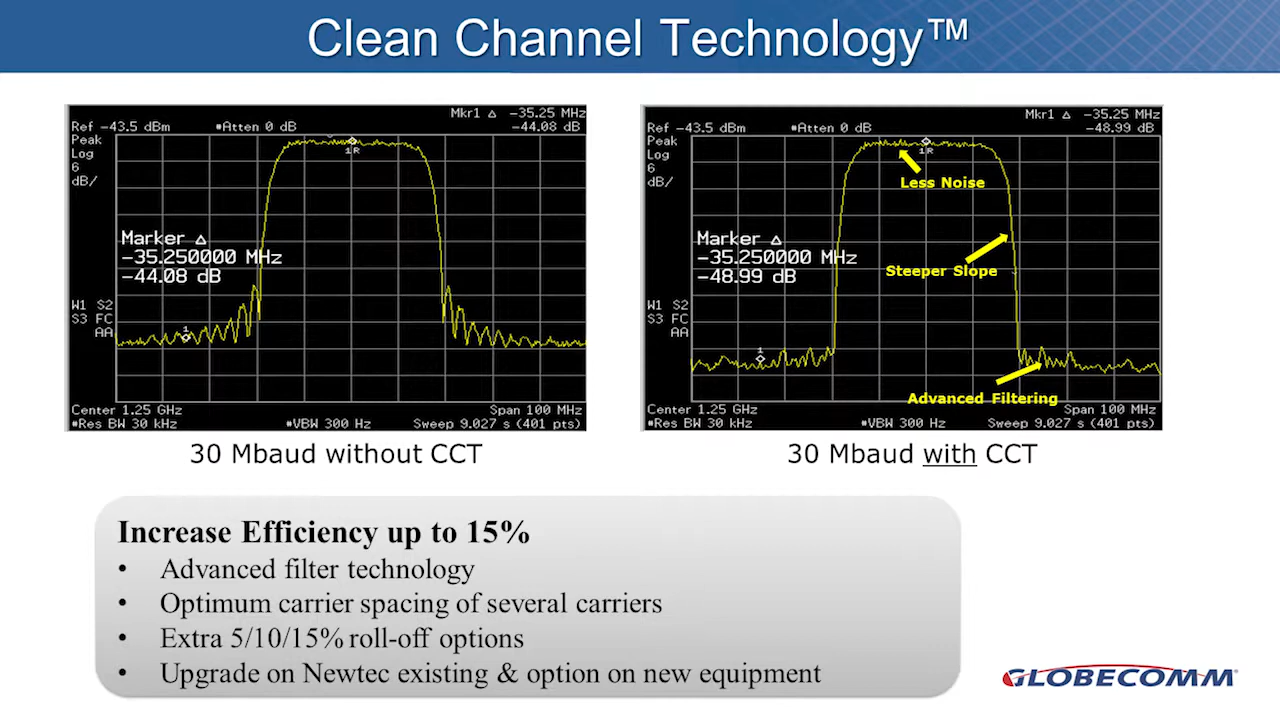 Clean Channel Technology™
Mkr1 Δ -35.25 MHz
Ref -43.5 dBm ▪Atten 0 dB -44.08 dB
Peak
Log
6
dB/
1R
Marker Δ
-35.250000 MHz
-44.08 dB
W1 S2
S3 FC
AA
1
Center 1.25 GHz Span 100 MHz
▪Res BW 30 kHz ▪VBW 300 Hz Sweep 9.027 s (401 pts)
30 Mbaud without CCT
Mkr1 Δ -35.25 MHz
Ref -43.5 dBm ▪Atten 0 dB -48.99 dB
Peak
Log
6
dB/
1R
Less Noise
Marker Δ
-35.250000 MHz
-48.99 dB
Steeper Slope
W1 S2
S3 FC
AA
1
Advanced Filtering
Center 1.25 GHz Span 100 MHz
▪Res BW 30 kHz ▪VBW 300 Hz Sweep 9.027 s (401 pts)
30 Mbaud with CCT
Increase Efficiency up to 15%
• Advanced filter technology
• Optimum carrier spacing of several carriers
• Extra 5/10/15% roll-off options
• Upgrade on Newtec existing & option on new equipment
GLOBECOMM®